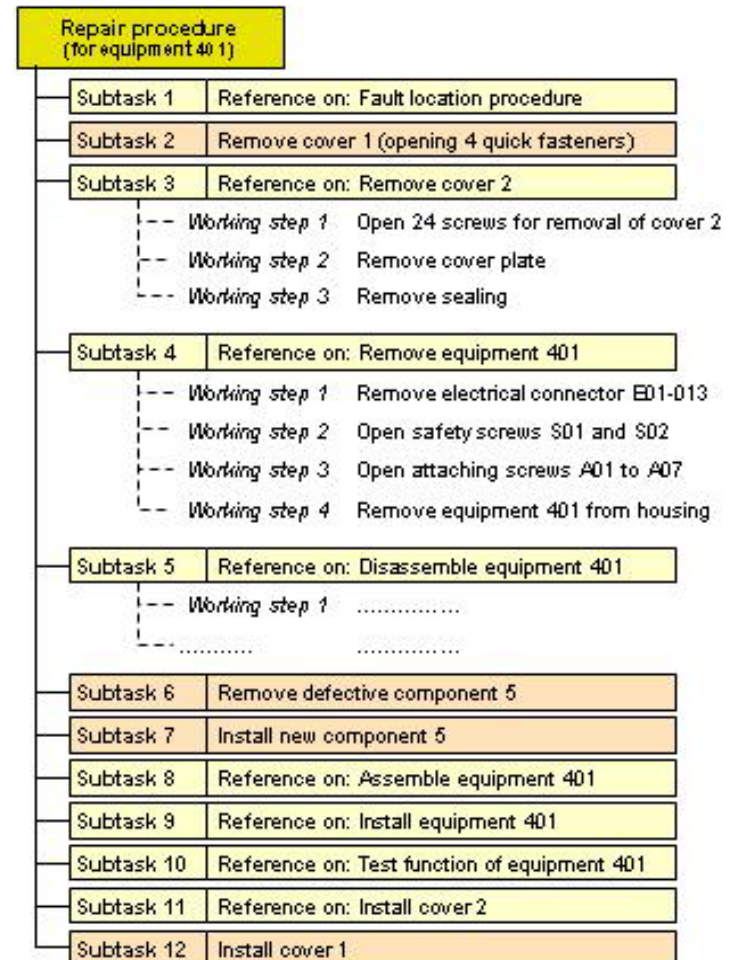 Repair procedure
(for equipment 401)
Subtask 1 Reference on: Fault location procedure
Subtask 2 Remove cover 1 (opening 4 quick fasteners)
Subtask 3 Reference on: Remove cover 2
Working step 1 Open 24 screws for removal of cover 2
Working step 2 Remove cover plate
Working step 3 Remove sealing
Subtask 4 Reference on: Remove equipment 401
Working step 1 Remove electrical connector E01-013
Working step 2 Open safety screws S01 and S02
Working step 3 Open attaching screws A01 to A07
Working step 4 Remove equipment 401 from housing
Subtask 5 Reference on: Disassemble equipment 401
Working step 1 ...............
........... ...............
Subtask 6 Remove defective component 5
Subtask 7 Install new component 5
Subtask 8 Reference on: Assemble equipment 401
Subtask 9 Reference on: Install equipment 401
Subtask 10 Reference on: Test function of equipment 401
Subtask 11 Reference on: Install cover 2
Subtask 12 Install cover 1